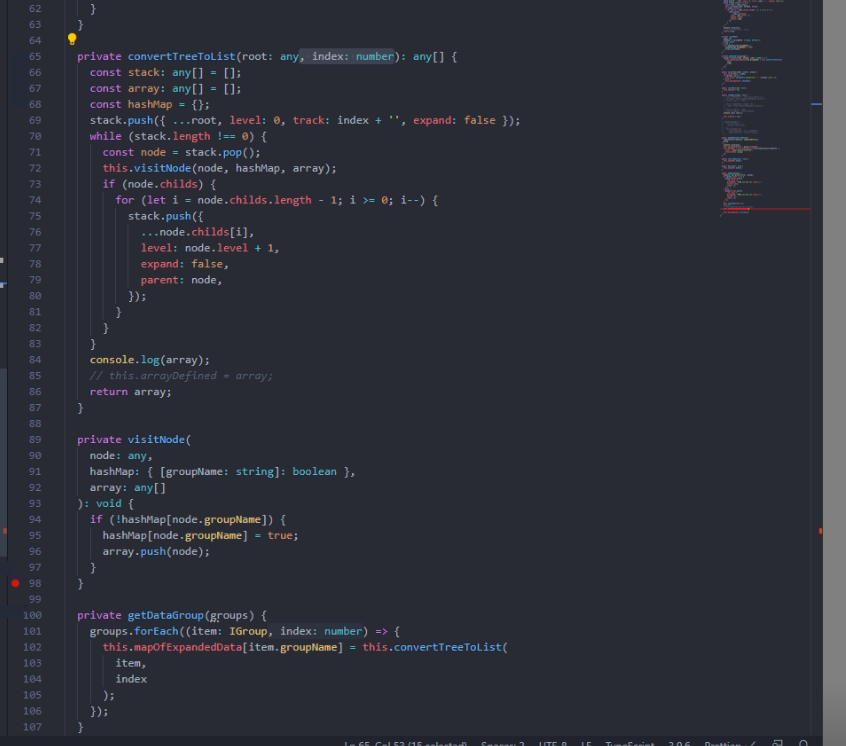 62 }
63 }
64
65 private convertTreeToList(root: any, index: number): any[] {
66 const stack: any[] = [];
67 const array: any[] = [];
68 const hashMap = {};
69 stack.push({ ...root, level: 0, track: index + '', expand: false });
70 while (stack.length !== 0) {
71 const node = stack.pop();
72 this.visitNode(node, hashMap, array);
73 if (node.childs) {
74 for (let i = node.childs.length - 1; i >= 0; i--) {
75 stack.push({
76 ...node.childs[i],
77 level: node.level + 1,
78 expand: false,
79 parent: node,
80 });
81 }
82 }
83 }
84 console.log(array);
85 // this.arrayDefined = array;
86 return array;
87 }
88
89 private visitNode(
90 node: any,
91 hashMap: { [groupName: string]: boolean },
92 array: any[]
93 ): void {
94 if (!hashMap[node.groupName]) {
95 hashMap[node.groupName] = true;
96 array.push(node);
97 }
98 }
99
100 private getDataGroup(groups) {
101 groups.forEach((item: IGroup, index: number) => {
102 this.mapOfExpandedData[item.groupName] = this.convertTreeToList(
103 item,
104 index
105 );
106 });
107 }
Ln 65, Col 53 (15 selected) Spaces: 2 UTF-8 LF TypeScript 3.9.6 Prettier